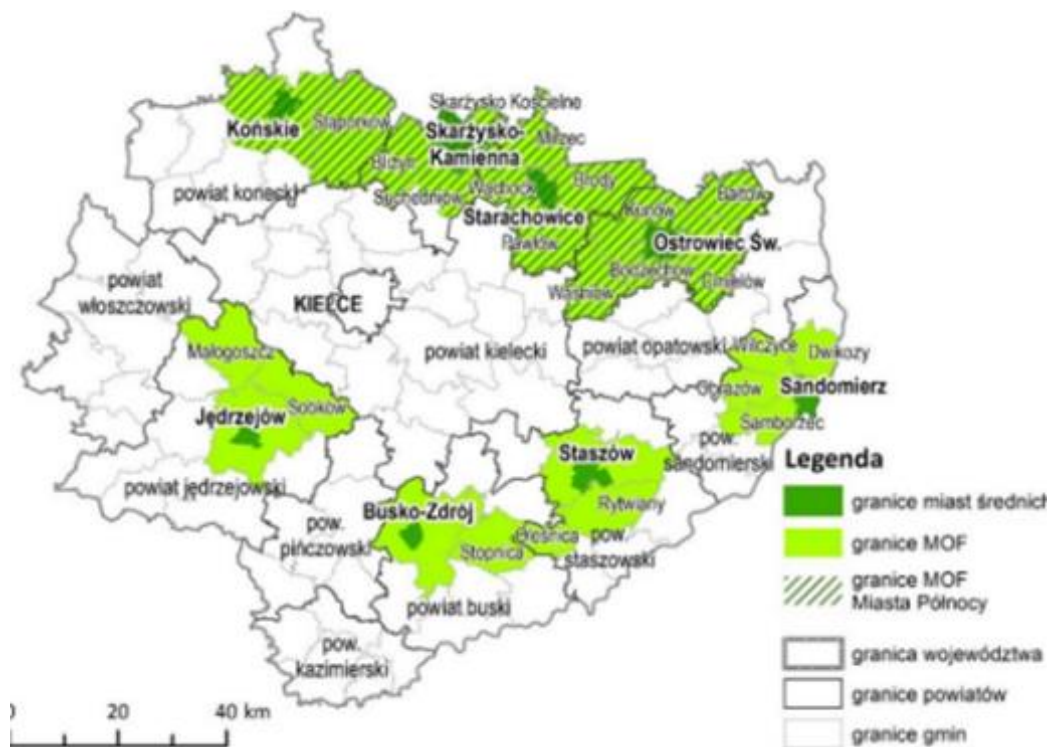 Skarżysko Kościelne
Końskie
Stąporków
Skarżysko-
Kamienna
Mirzec
Bliżyn
powiat konecki
Suchedniów
Wąchock
Brody
Starachowice
Kunów
Bałtów
Pawłów
Ostrowiec Św.
Bodzechów
Ćmielów
Waśniów
powiat
włoszczowski
KIELCE
powiat kielecki
powiat opatowski
Wilczyce
Dwikozy
Małogoszcz
Obrazów
Sandomierz
Jędrzejów
Sobków
Samborzec
pow.
sandomierski
Staszów
powiat jędrzejowski
Rytwiany
Busko-Zdrój
pow.
pińczowski
Stopnica
Oleśnica
pow.
staszowski
powiat buski
pow.
kazimierski
0 20 40 km
Legenda
granice miast średnich
granice MOF
granice MOF
Miasta Północy
granica województwa
granice powiatów
granice gmin